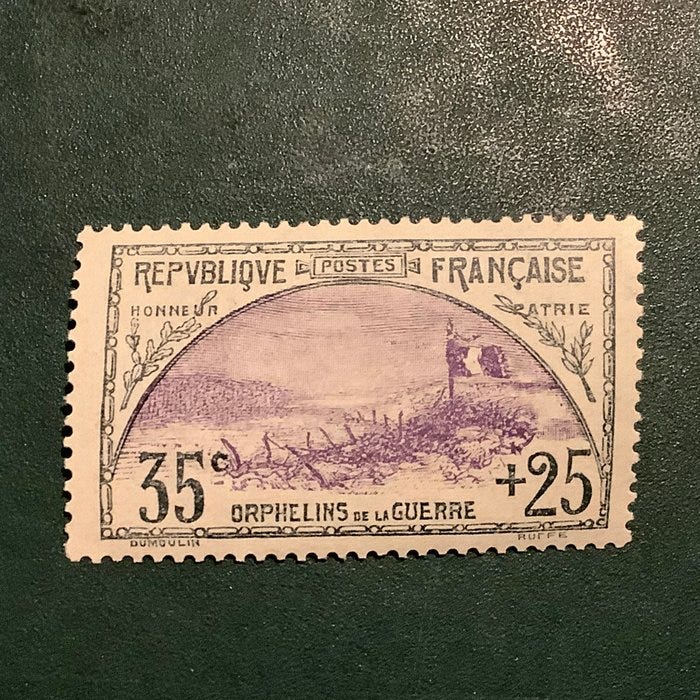 REPVBLIQVE POSTES FRANÇAISE
HONNEUR PATRIE
35c +25
ORPHELINS DE LA GUERRE
DUMOULIN RUFFE